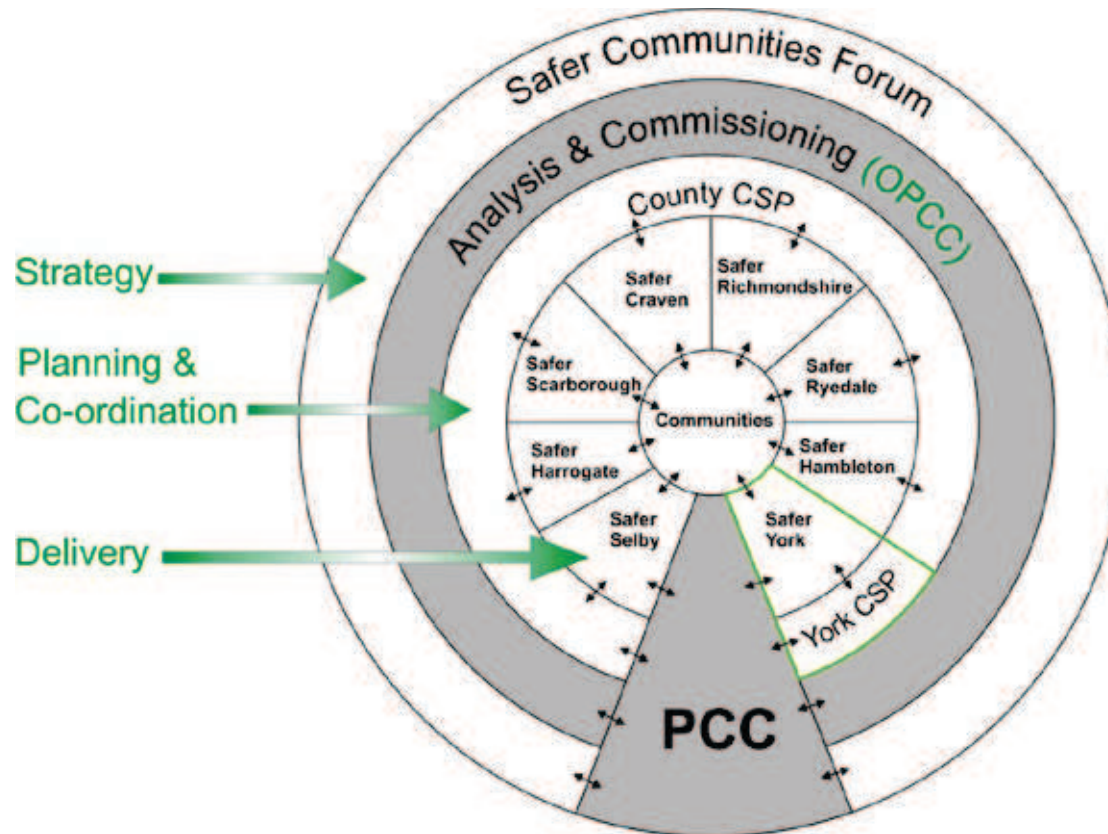 Safer Communities Forum
Analysis & Commissioning (OPCC)
County CSP
Strategy
Planning &
Co-ordination
Delivery
Safer
Craven
Safer
Richmondshire
Safer
Scarborough
Safer
Ryedale
Communities
Safer
Harrogate
Safer
Hambleton
Safer
Selby
Safer
York
York CSP
PCC